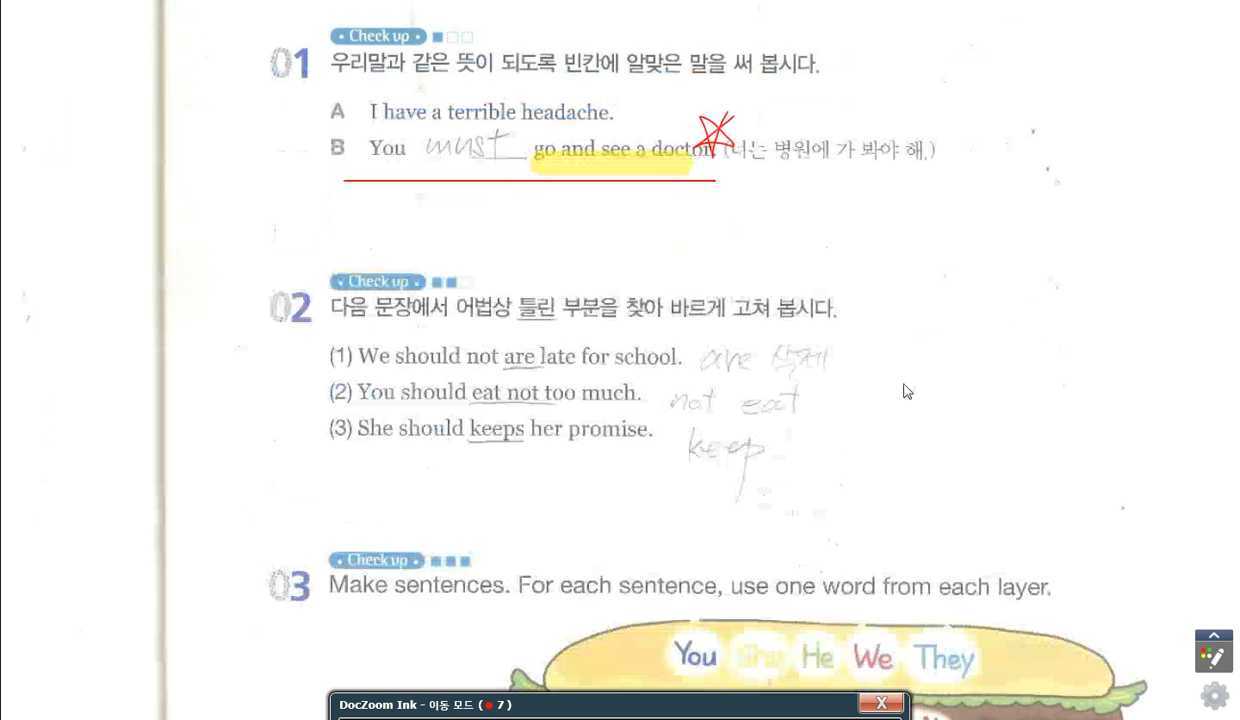 Check up
01 우리말과 같은 뜻이 되도록 빈칸에 알맞은 말을 써 봅시다.
A I have a terrible headache.
B You must go and see a doctor. (너는 병원에 가 봐야 해.)
Check up
02 다음 문장에서 어법상 틀린 부분을 찾아 바르게 고쳐 봅시다.
(1) We should not are late for school. are 삭제
(2) You should eat not too much. not eat
(3) She should keeps her promise. keep
Check up
03 Make sentences. For each sentence, use one word from each layer.
You She He We They
DocZoom Ink - 이동 모드 ( 7 ) X